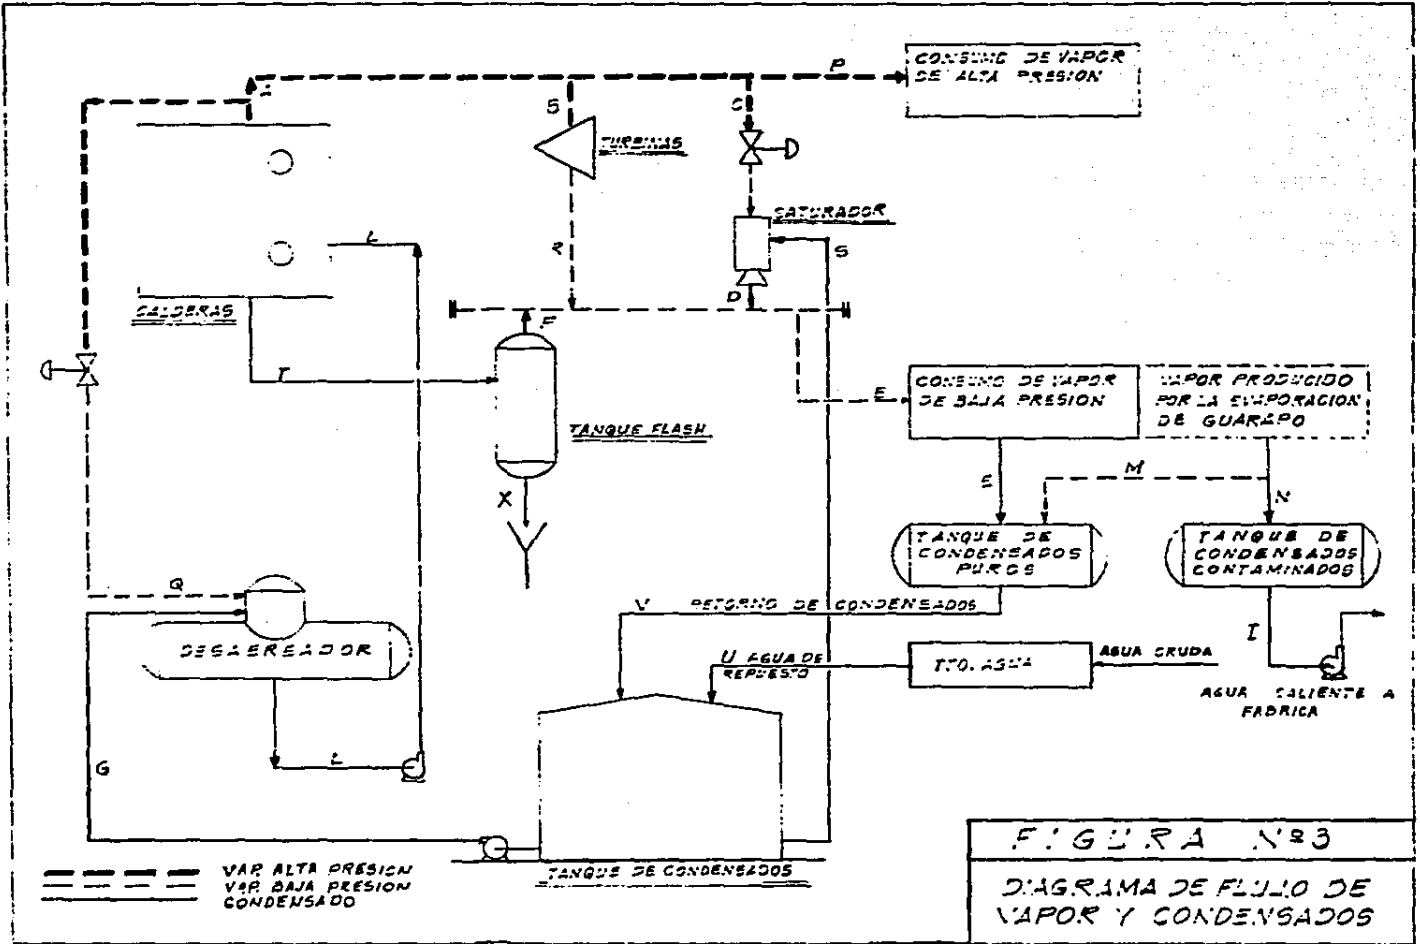 CONSUMO DE VAPOR
DE ALTA PRESION
P
B
C
TURBINAS
SATURADOR
L
R
S
D
CALDERAS
F
T
E
CONSUMO DE VAPOR
DE BAJA PRESION
VAPOR PRODUCIDO
POR LA EVAPORACION
DE GUARAPO
TANQUE FLASH
M
E
N
X
TANQUE DE
CONDENSADOS
PUROS
TANQUE DE
CONDENSADOS
CONTAMINADOS
Q
V RETORNO DE CONDENSADOS
DESAEREADOR
U AGUA DE
REPUESTO
TTO. AGUA
AGUA CRUDA
I
AGUA CALIENTE A
FABRICA
L
G
TANQUE DE CONDENSADOS
VAP. ALTA PRESION
VAP. BAJA PRESION
CONDENSADO
FIGURA Nº3
DIAGRAMA DE FLUJO DE
VAPOR Y CONDENSADOS